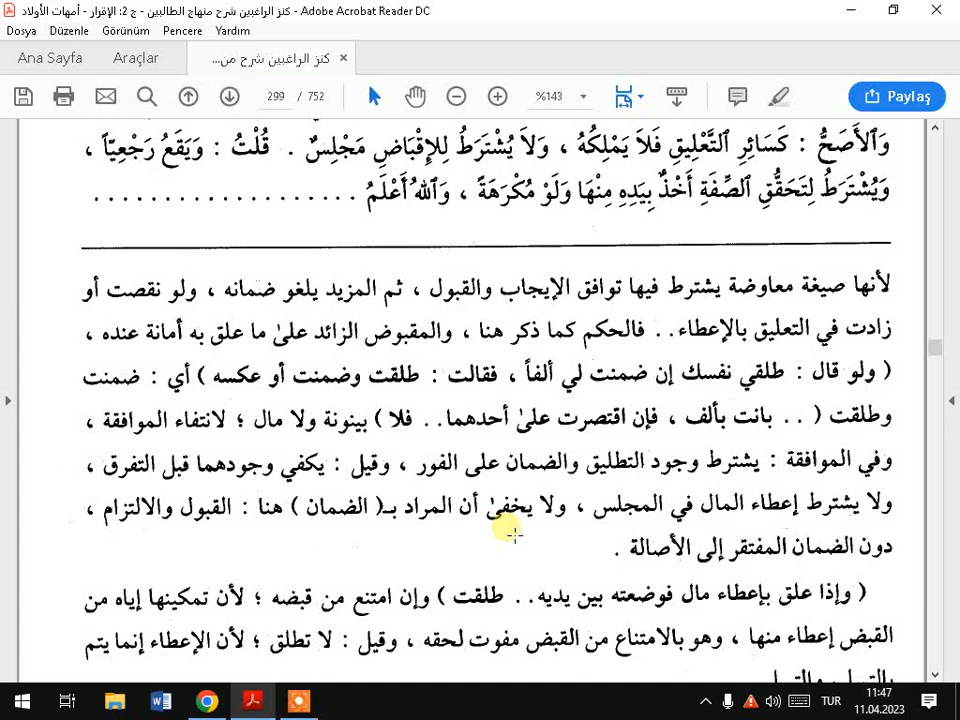 كنز الراغبين شرح منهاج الطالبين - ج 2: الإقرار - أمهات الأولاد - Adobe Acrobat Reader DC
Dosya Düzenle Görünüm Pencere Yardım
Ana Sayfa Araçlar كنز الراغبين شرح من... ×
299 / 752 %143 Paylaş
وَٱلأَصَحُّ : كَسَائِرِ ٱلتَّعْلِيقِ فَلاَ يَمْلِكُهُ ، وَلاَ يُشْتَرَطُ لِلإِقْبَاضِ مَجْلِسٌ . قُلْتُ : وَيَقَعُ رَجْعِيّاً ،
وَيُشْتَرَطُ لِتَحَقُّقِ ٱلصِّفَةِ أَخْذٌ بِيَدِهِ مِنْهَا وَلَوْ مُكْرَهَةً ، وَٱللهُ أَعْلَمُ . . . . . . . . . . . . . . . . . . .
لأنها صيغة معاوضة يشترط فيها توافق الإيجاب والقبول ، ثم المزيد يلغو ضمانه ، ولو نقصت أو
زادت في التعليق بالإعطاء.. فالحكم كما ذكر هنا ، والمقبوض الزائد علىٰ ما علق به أمانة عنده ،
( ولو قال : طلقي نفسك إن ضمنت لي ألفاً ، فقالت : طلقت وضمنت أو عكسه ) أي : ضمنت
وطلقت ( .. بانت بألف ، فإن اقتصرت علىٰ أحدهما.. فلا ) بينونة ولا مال ؛ لانتفاء الموافقة ،
وفي الموافقة : يشترط وجود التطليق والضمان على الفور ، وقيل : يكفي وجودهما قبل التفرق ،
ولا يشترط إعطاء المال في المجلس ، ولا يخفىٰ أن المراد بـ( الضمان ) هنا : القبول والالتزام ،
دون الضمان المفتقر إلى الأصالة .
( وإذا علق بإعطاء مال فوضعته بين يديه.. طلقت ) وإن امتنع من قبضه ؛ لأن تمكينها إياه من
القبض إعطاء منها ، وهو بالامتناع من القبض مفوت لحقه ، وقيل : لا تطلق ؛ لأن الإعطاء إنما يتم
TUR 11:47
11.04.2023